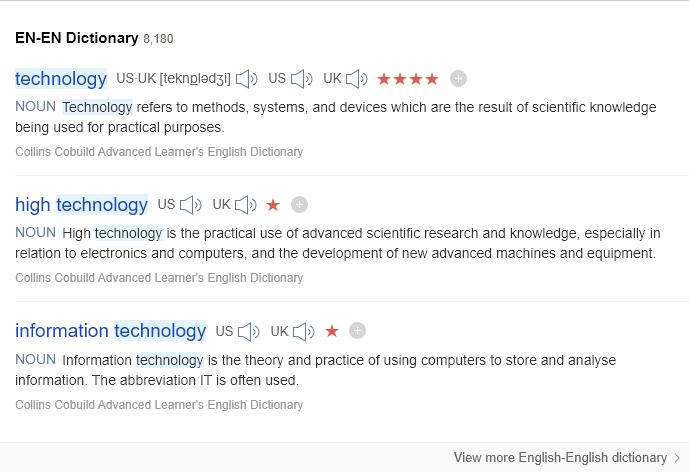 EN-EN Dictionary 8,180
technology US·UK [teknɒlədʒi] US UK
NOUN Technology refers to methods, systems, and devices which are the result of scientific knowledge
being used for practical purposes.
Collins Cobuild Advanced Learner's English Dictionary
high technology US UK
NOUN High technology is the practical use of advanced scientific research and knowledge, especially in
relation to electronics and computers, and the development of new advanced machines and equipment.
Collins Cobuild Advanced Learner's English Dictionary
information technology US UK
NOUN Information technology is the theory and practice of using computers to store and analyse
information. The abbreviation IT is often used.
Collins Cobuild Advanced Learner's English Dictionary
View more English-English dictionary